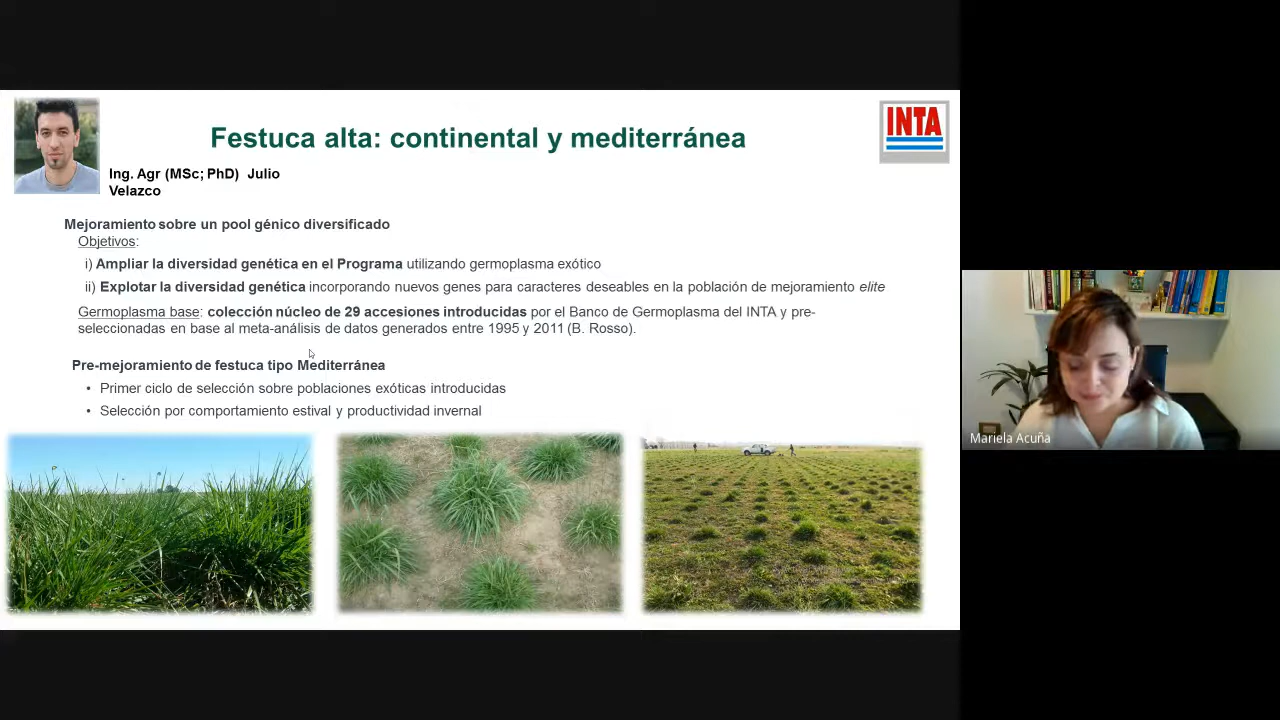 Festuca alta: continental y mediterránea
INTA
Ing. Agr (MSc; PhD) Julio
Velazco
Mejoramiento sobre un pool génico diversificado
Objetivos:
i) Ampliar la diversidad genética en el Programa utilizando germoplasma exótico
ii) Explotar la diversidad genética incorporando nuevos genes para caracteres deseables en la población de mejoramiento elite
Germoplasma base: colección núcleo de 29 accesiones introducidas por el Banco de Germoplasma del INTA y pre-
seleccionadas en base al meta-análisis de datos generados entre 1995 y 2011 (B. Rosso).
Pre-mejoramiento de festuca tipo Mediterránea
• Primer ciclo de selección sobre poblaciones exóticas introducidas
• Selección por comportamiento estival y productividad invernal
Mariela Acuña